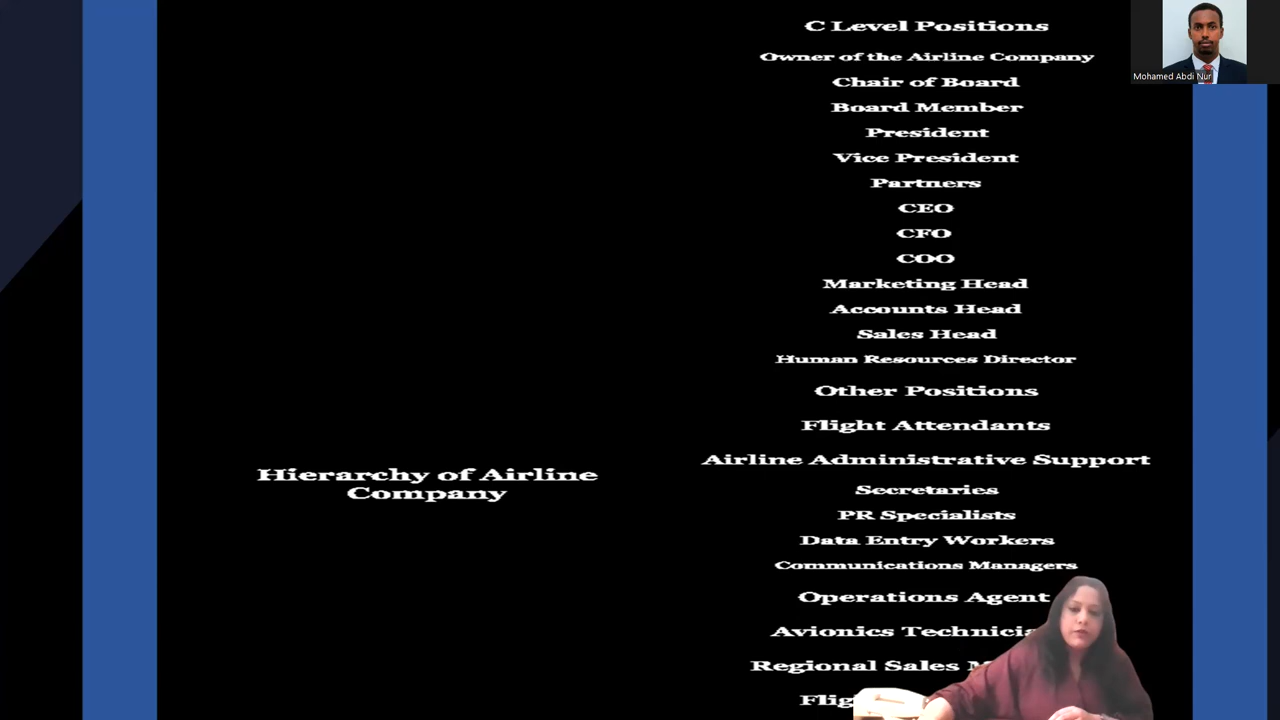 C Level Positions
Owner of the Airline Company
Chair of Board
Board Member
President
Vice President
Partners
CEO
CFO
COO
Marketing Head
Accounts Head
Sales Head
Human Resources Director
Other Positions
Flight Attendants
Airline Administrative Support
Secretaries
PR Specialists
Data Entry Workers
Communications Managers
Operations Agent
Avionics
Regional Sales
Hierarchy of Airline
Company
Mohamed Abdi Nur